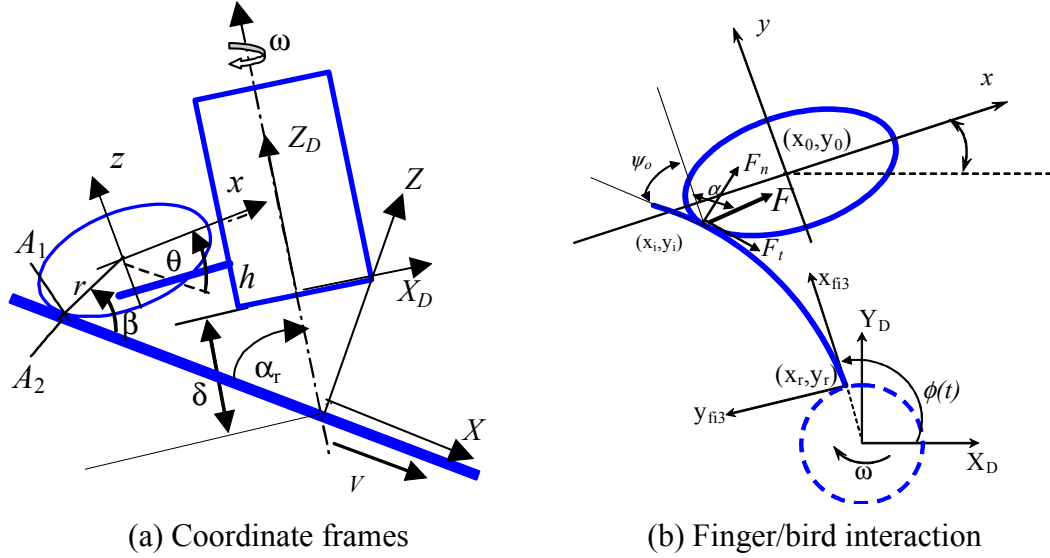 ω
Z_D
Z
z
x
A_1
θ
h
r
X_D
β
α_r
A_2
δ
X
V
(a) Coordinate frames
y
x
(x_0,y_0)
ψ_o
F_n
α
F
(x_i,y_i)
F_t
x_fi3
Y_D
(x_r,y_r)
ϕ(t)
y_fi3
X_D
ω
(b) Finger/bird interaction